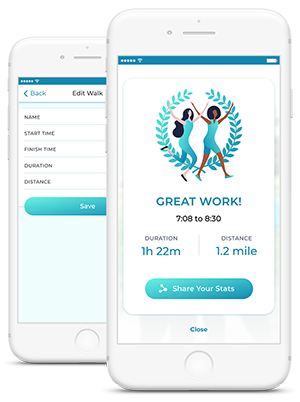 Back
Edit Walk
NAME
START TIME
FINISH TIME
DURATION
DISTANCE
Save
GREAT WORK!
7:08 to 8:30
DURATION
DISTANCE
1h 22m
1.2 mile
Share Your Stats
Close